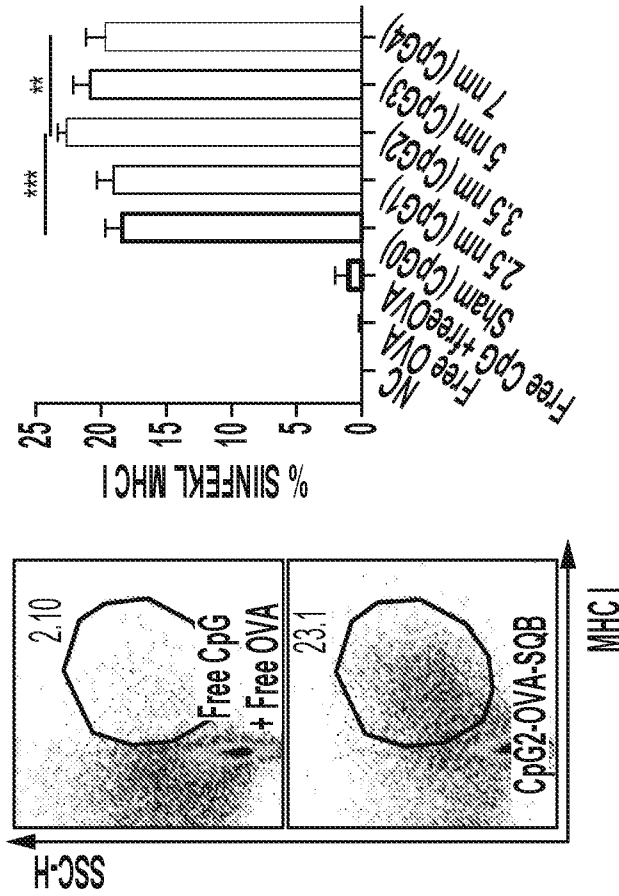 SSC-H
2.10
Free CpG
+ Free OVA
23.1
CpG2-OVA-SQB
MHC I
% SIINFEKL MHC I
25
20
15
10
5
0
***
**
NC
Free OVA
Free CpG +freeOVA
Sham (CpG0)
2.5 nm (CpG1)
3.5 nm (CpG2)
5 nm (CpG3)
7 nm (CpG4)